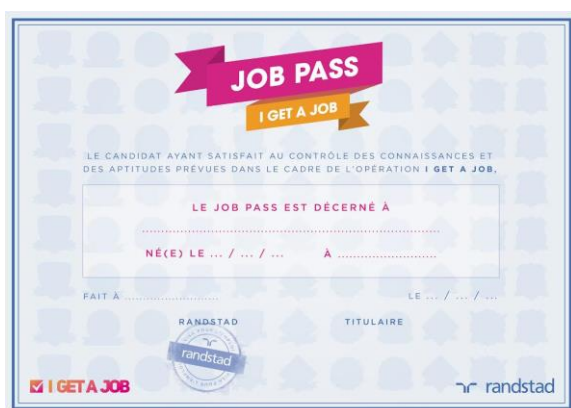 JOB PASS
I GET A JOB
LE CANDIDAT AYANT SATISFAIT AU CONTRÔLE DES CONNAISSANCES ET
DES APTITUDES PRÉVUES DANS LE CADRE DE L'OPÉRATION I GET A JOB,
LE JOB PASS EST DÉCERNÉ À
NÉ(E) LE ... / ... / ... À ........................
FAIT À ........................ LE ... / ... / ...
RANDSTAD TITULAIRE
randstad
I GET A JOB
randstad